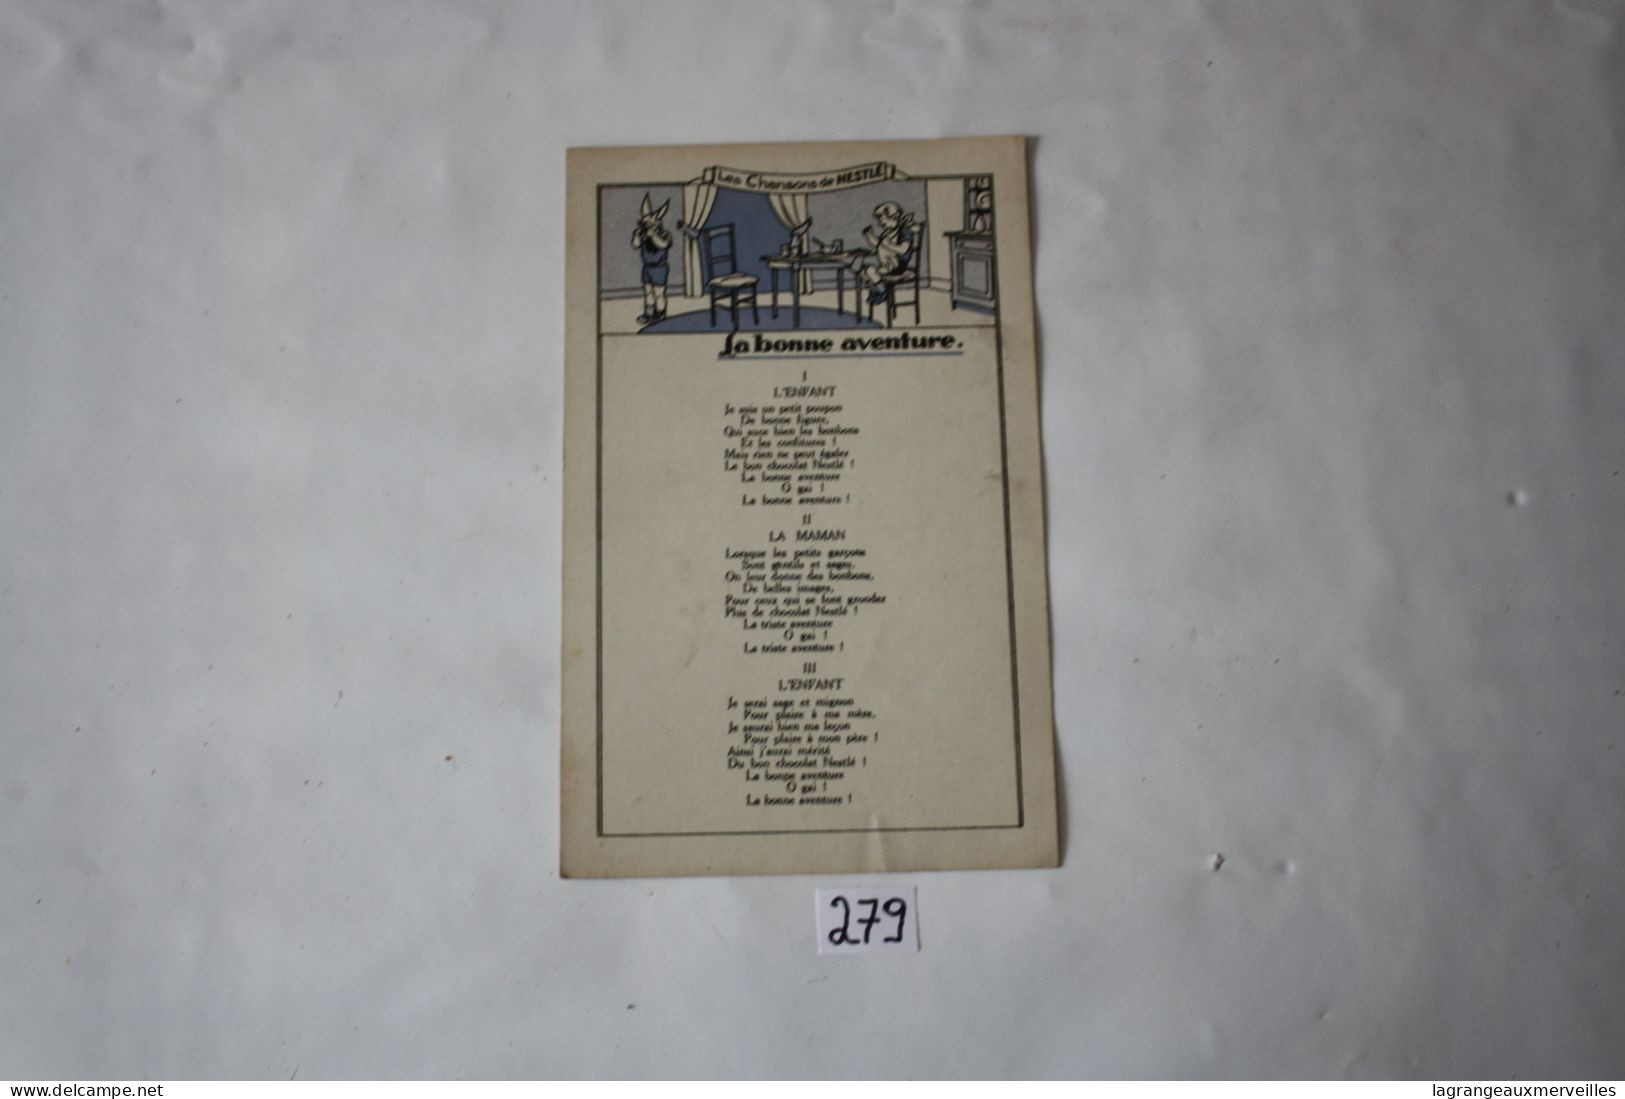 Les Chansons de NESTLÉ
La bonne aventure.
I
L'ENFANT
Je suis un petit poupon
De bonne figure,
Qui suce bien les bonbons
Et les confitures !
Mais rien ne peut égaler
Le bon chocolat Nestlé !
La bonne aventure
O gai !
La bonne aventure !
II
LA MAMAN
Lorsque les petits garçons
Sont gentils et sages,
On leur donne des bonbons,
De belles images,
Pour ceux qui se font gronder
Plus de chocolat Nestlé !
La triste aventure
O gai !
La triste aventure !
III
L'ENFANT
Je serai sage et mignon
Pour plaire à ma mère,
Je saurai bien ma leçon
Pour plaire à mon père !
Ainsi j'aurai mérité
Du bon chocolat Nestlé !
La bonne aventure
O gai !
La bonne aventure !
279
delcampe.net
lagrangeauxmerveilles